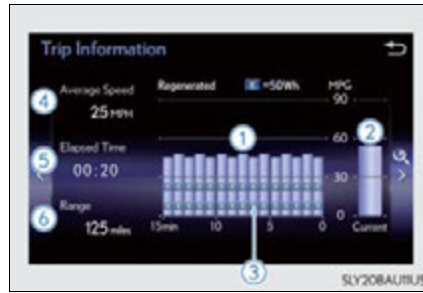 Trip Information
Average Speed
25 MPH
Elapsed Time
00:20
Range
125 miles
Regenerated
E =50Wh
MPG
90
60
30
0
15min
10
5
0
Current
1
2
3
4
5
6
SLY20BAU11US